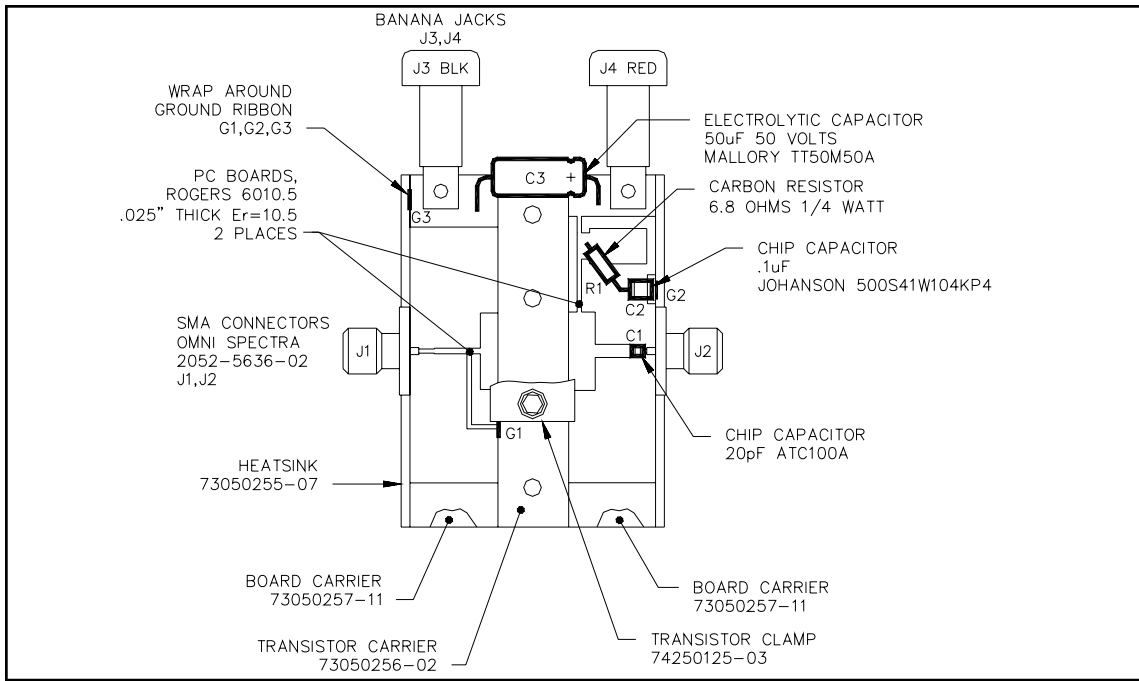 BANANA JACKS
J3,J4
J3 BLK
J4 RED
WRAP AROUND
GROUND RIBBON
G1,G2,G3
ELECTROLYTIC CAPACITOR
50uF 50 VOLTS
MALLORY TT50M50A
C3 +
PC BOARDS,
ROGERS 6010.5
.025" THICK Er=10.5
2 PLACES
CARBON RESISTOR
6.8 OHMS 1/4 WATT
G3
CHIP CAPACITOR
.1uF
JOHANSON 500S41W104KP4
R1
C2
G2
SMA CONNECTORS
OMNI SPECTRA
2052-5636-02
J1,J2
J1
C1
J2
G1
CHIP CAPACITOR
20pF ATC100A
HEATSINK
73050255-07
BOARD CARRIER
73050257-11
BOARD CARRIER
73050257-11
TRANSISTOR CARRIER
73050256-02
TRANSISTOR CLAMP
74250125-03